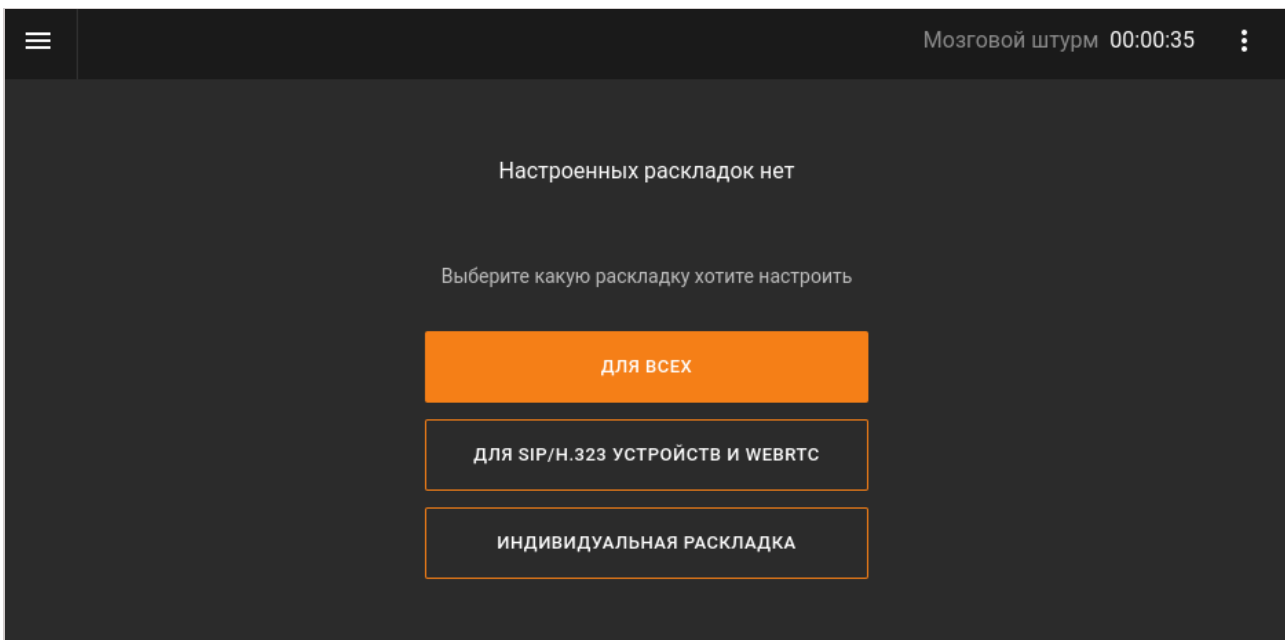 Мозговой штурм 00:00:35
Настроенных раскладок нет
Выберите какую раскладку хотите настроить
ДЛЯ ВСЕХ
ДЛЯ SIP/H.323 УСТРОЙСТВ И WEBRTC
ИНДИВИДУАЛЬНАЯ РАСКЛАДКА